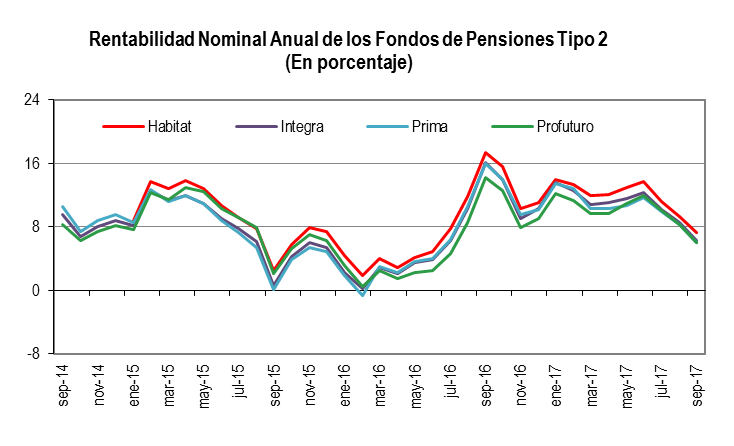 Rentabilidad Nominal Anual de los Fondos de Pensiones Tipo 2
(En porcentaje)
24
16
8
0
-8
Habitat
Integra
Prima
Profuturo
sep-14
nov-14
ene-15
mar-15
may-15
jul-15
sep-15
nov-15
ene-16
mar-16
may-16
jul-16
sep-16
nov-16
ene-17
mar-17
may-17
jul-17
sep-17